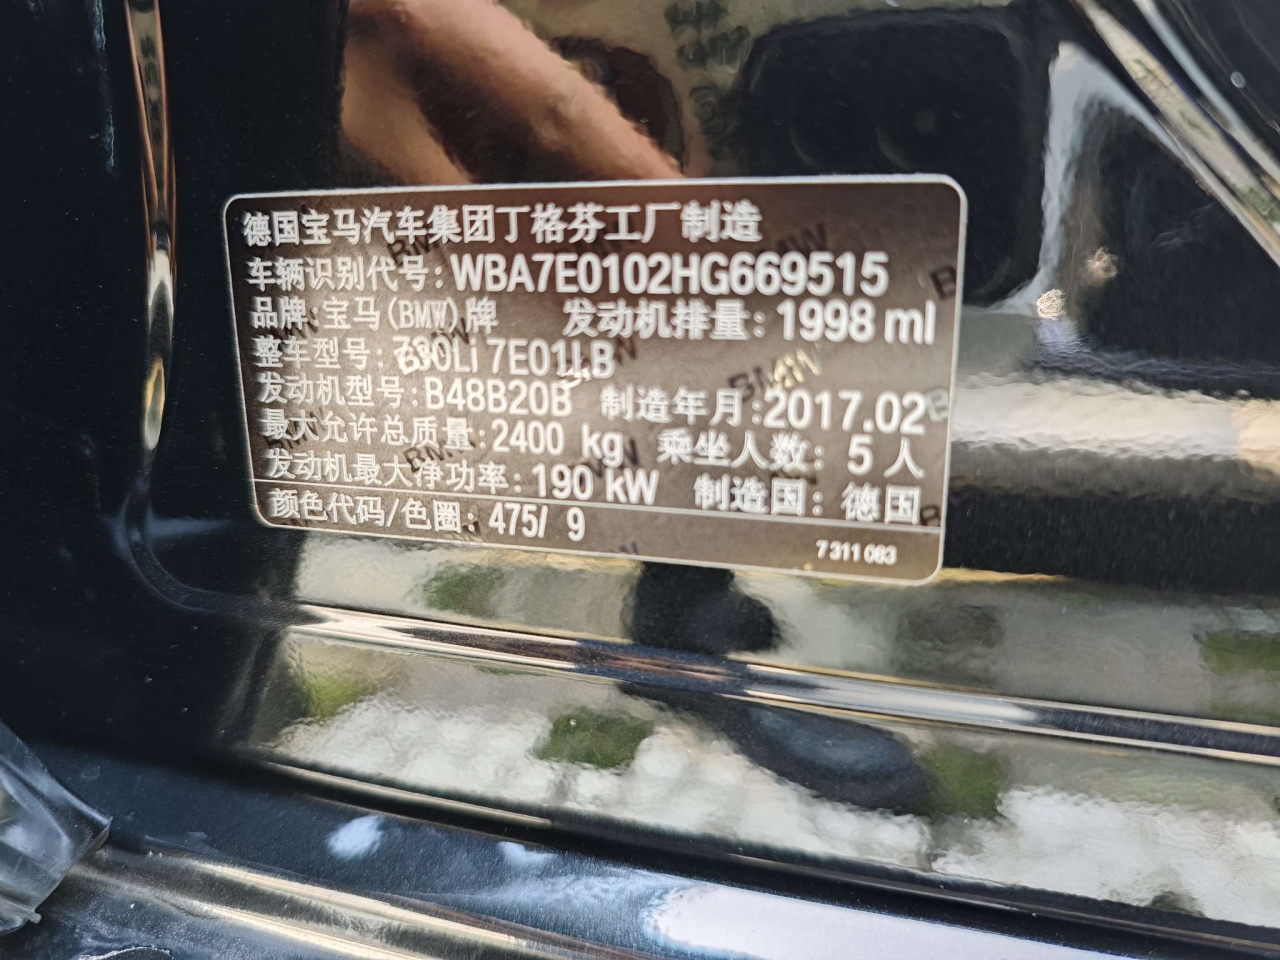 德国宝马汽车集团丁格芬工厂制造
车辆识别代号:WBA7E0102HG669515
品牌:宝马(BMW)牌 发动机排量:1998 ml
整车型号:730Li 7E01LB
发动机型号:B48B20B 制造年月:2017.02
最大允许总质量:2400 kg 乘坐人数:5人
发动机最大净功率:190 kW 制造国:德国
颜色代码/色圈:475/ 9
7 311 083